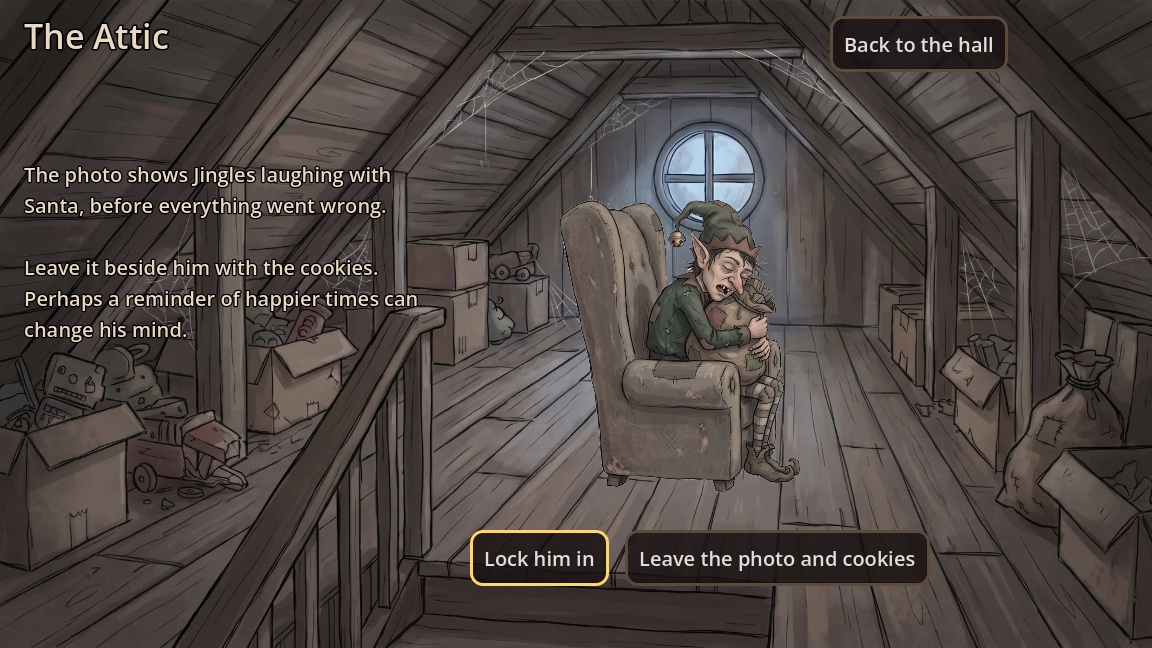 The Attic
Back to the hall
The photo shows Jingles laughing with
Santa, before everything went wrong.
Leave it beside him with the cookies.
Perhaps a reminder of happier times can
change his mind.
Lock him in
Leave the photo and cookies